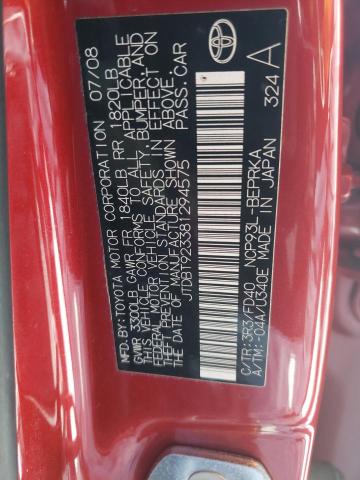 MFD.BY:TOYOTA MOTOR CORPORATION 07/08
GVWR 3300LB GAWR FR 1840LB RR 1820LB
THIS VEHICLE CONFORMS TO ALL APPLICABLE
FEDERAL MOTOR VEHICLE SAFETY, BUMPER, AND
THEFT PREVENTION STANDARDS IN EFFECT ON
THE DATE OF MANUFACTURE SHOWN ABOVE.
JTDBT923381294575 PASS.CAR
C/TR:3R3/FD40 NCP93L-BEPRKA
A/TM:-04A/U340E MADE IN JAPAN 324 A